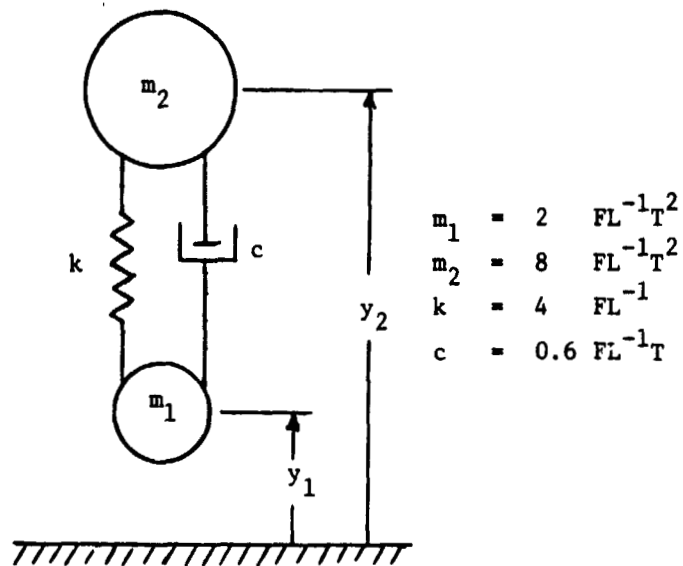 m2
k
c
m1
y2
y1
m1 = 2 FL^-1T^2
m2 = 8 FL^-1T^2
k = 4 FL^-1
c = 0.6 FL^-1T